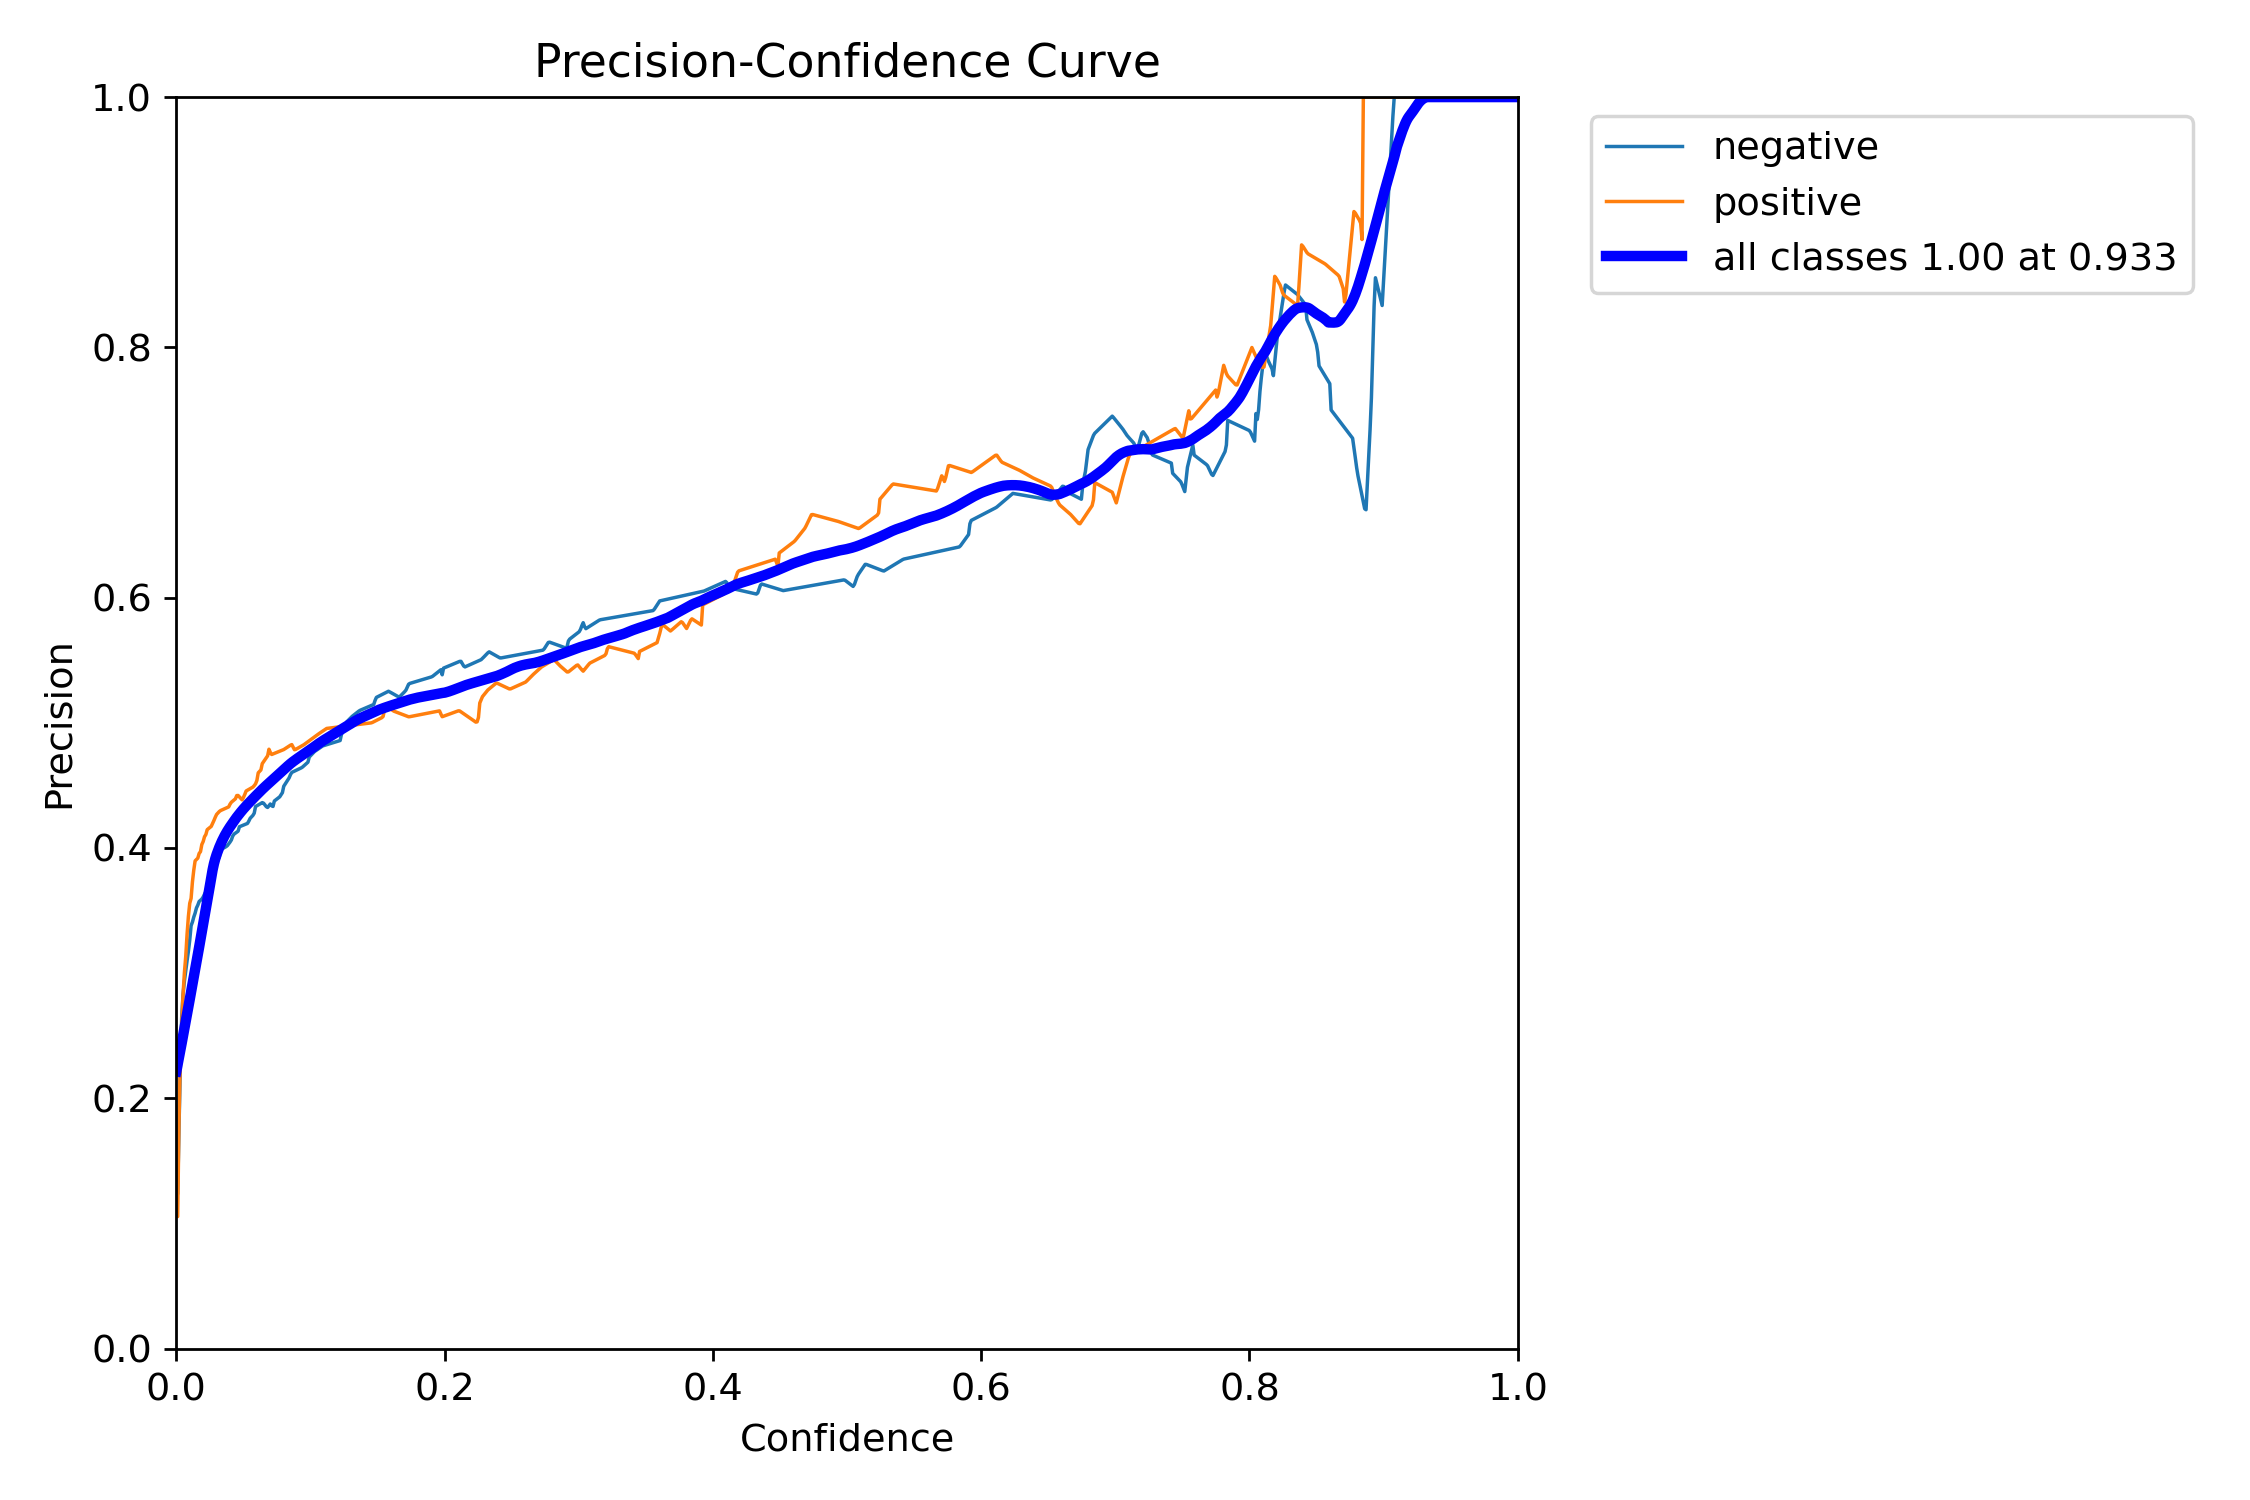 Precision-Confidence Curve
1.0
0.8
0.6
0.4
0.2
0.0
Precision
0.0 0.2 0.4 0.6 0.8 1.0
Confidence
negative
positive
all classes 1.00 at 0.933